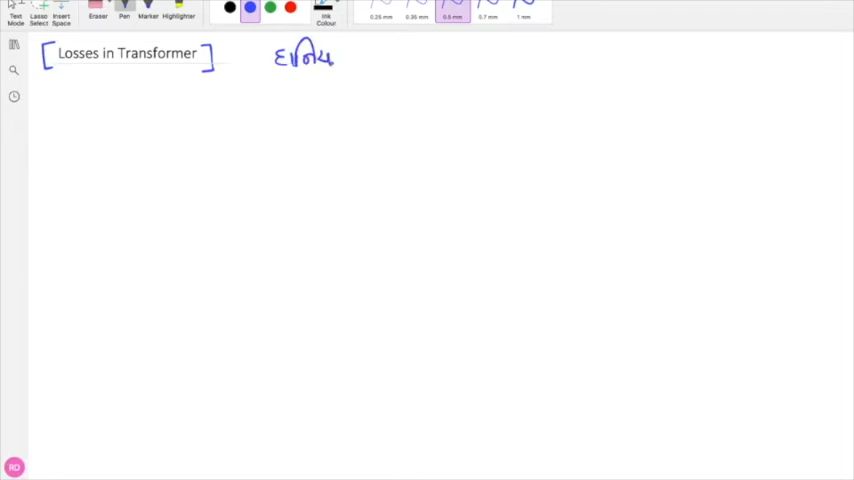 Text Mode
Lasso Select
Insert Space
Eraser
Pen
Marker
Highlighter
Ink Colour
0.25 mm
0.35 mm
0.5 mm
0.7 mm
1 mm
[Losses in Transformer]
RD